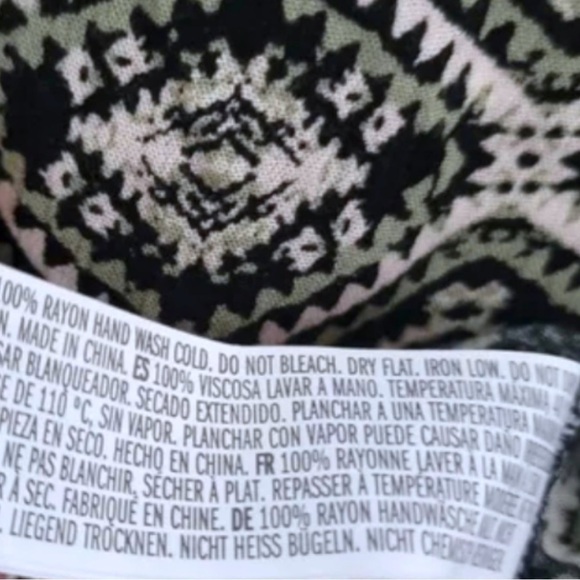 100% RAYON HAND WASH COLD. DO NOT BLEACH. DRY FLAT. IRON LOW. DO NOT
N. MADE IN CHINA. ES 100% VISCOSA LAVAR A MANO. TEMPERATURA MÁXIMA
SAR BLANQUEADOR. SECADO EXTENDIDO. PLANCHAR A UNA TEMPERATURA
E DE 110 °C, SIN VAPOR. PLANCHAR CON VAPOR PUEDE CAUSAR DAÑO
PIEZA EN SECO. HECHO EN CHINA. FR 100% RAYONNE LAVER À LA
NE PAS BLANCHIR. SÉCHER À PLAT. REPASSER À TEMPÉRATURE
R À SEC. FABRIQUÉ EN CHINE. DE 100% RAYON HANDWÄSCHE
. LIEGEND TROCKNEN. NICHT HEISS BÜGELN. NICHT